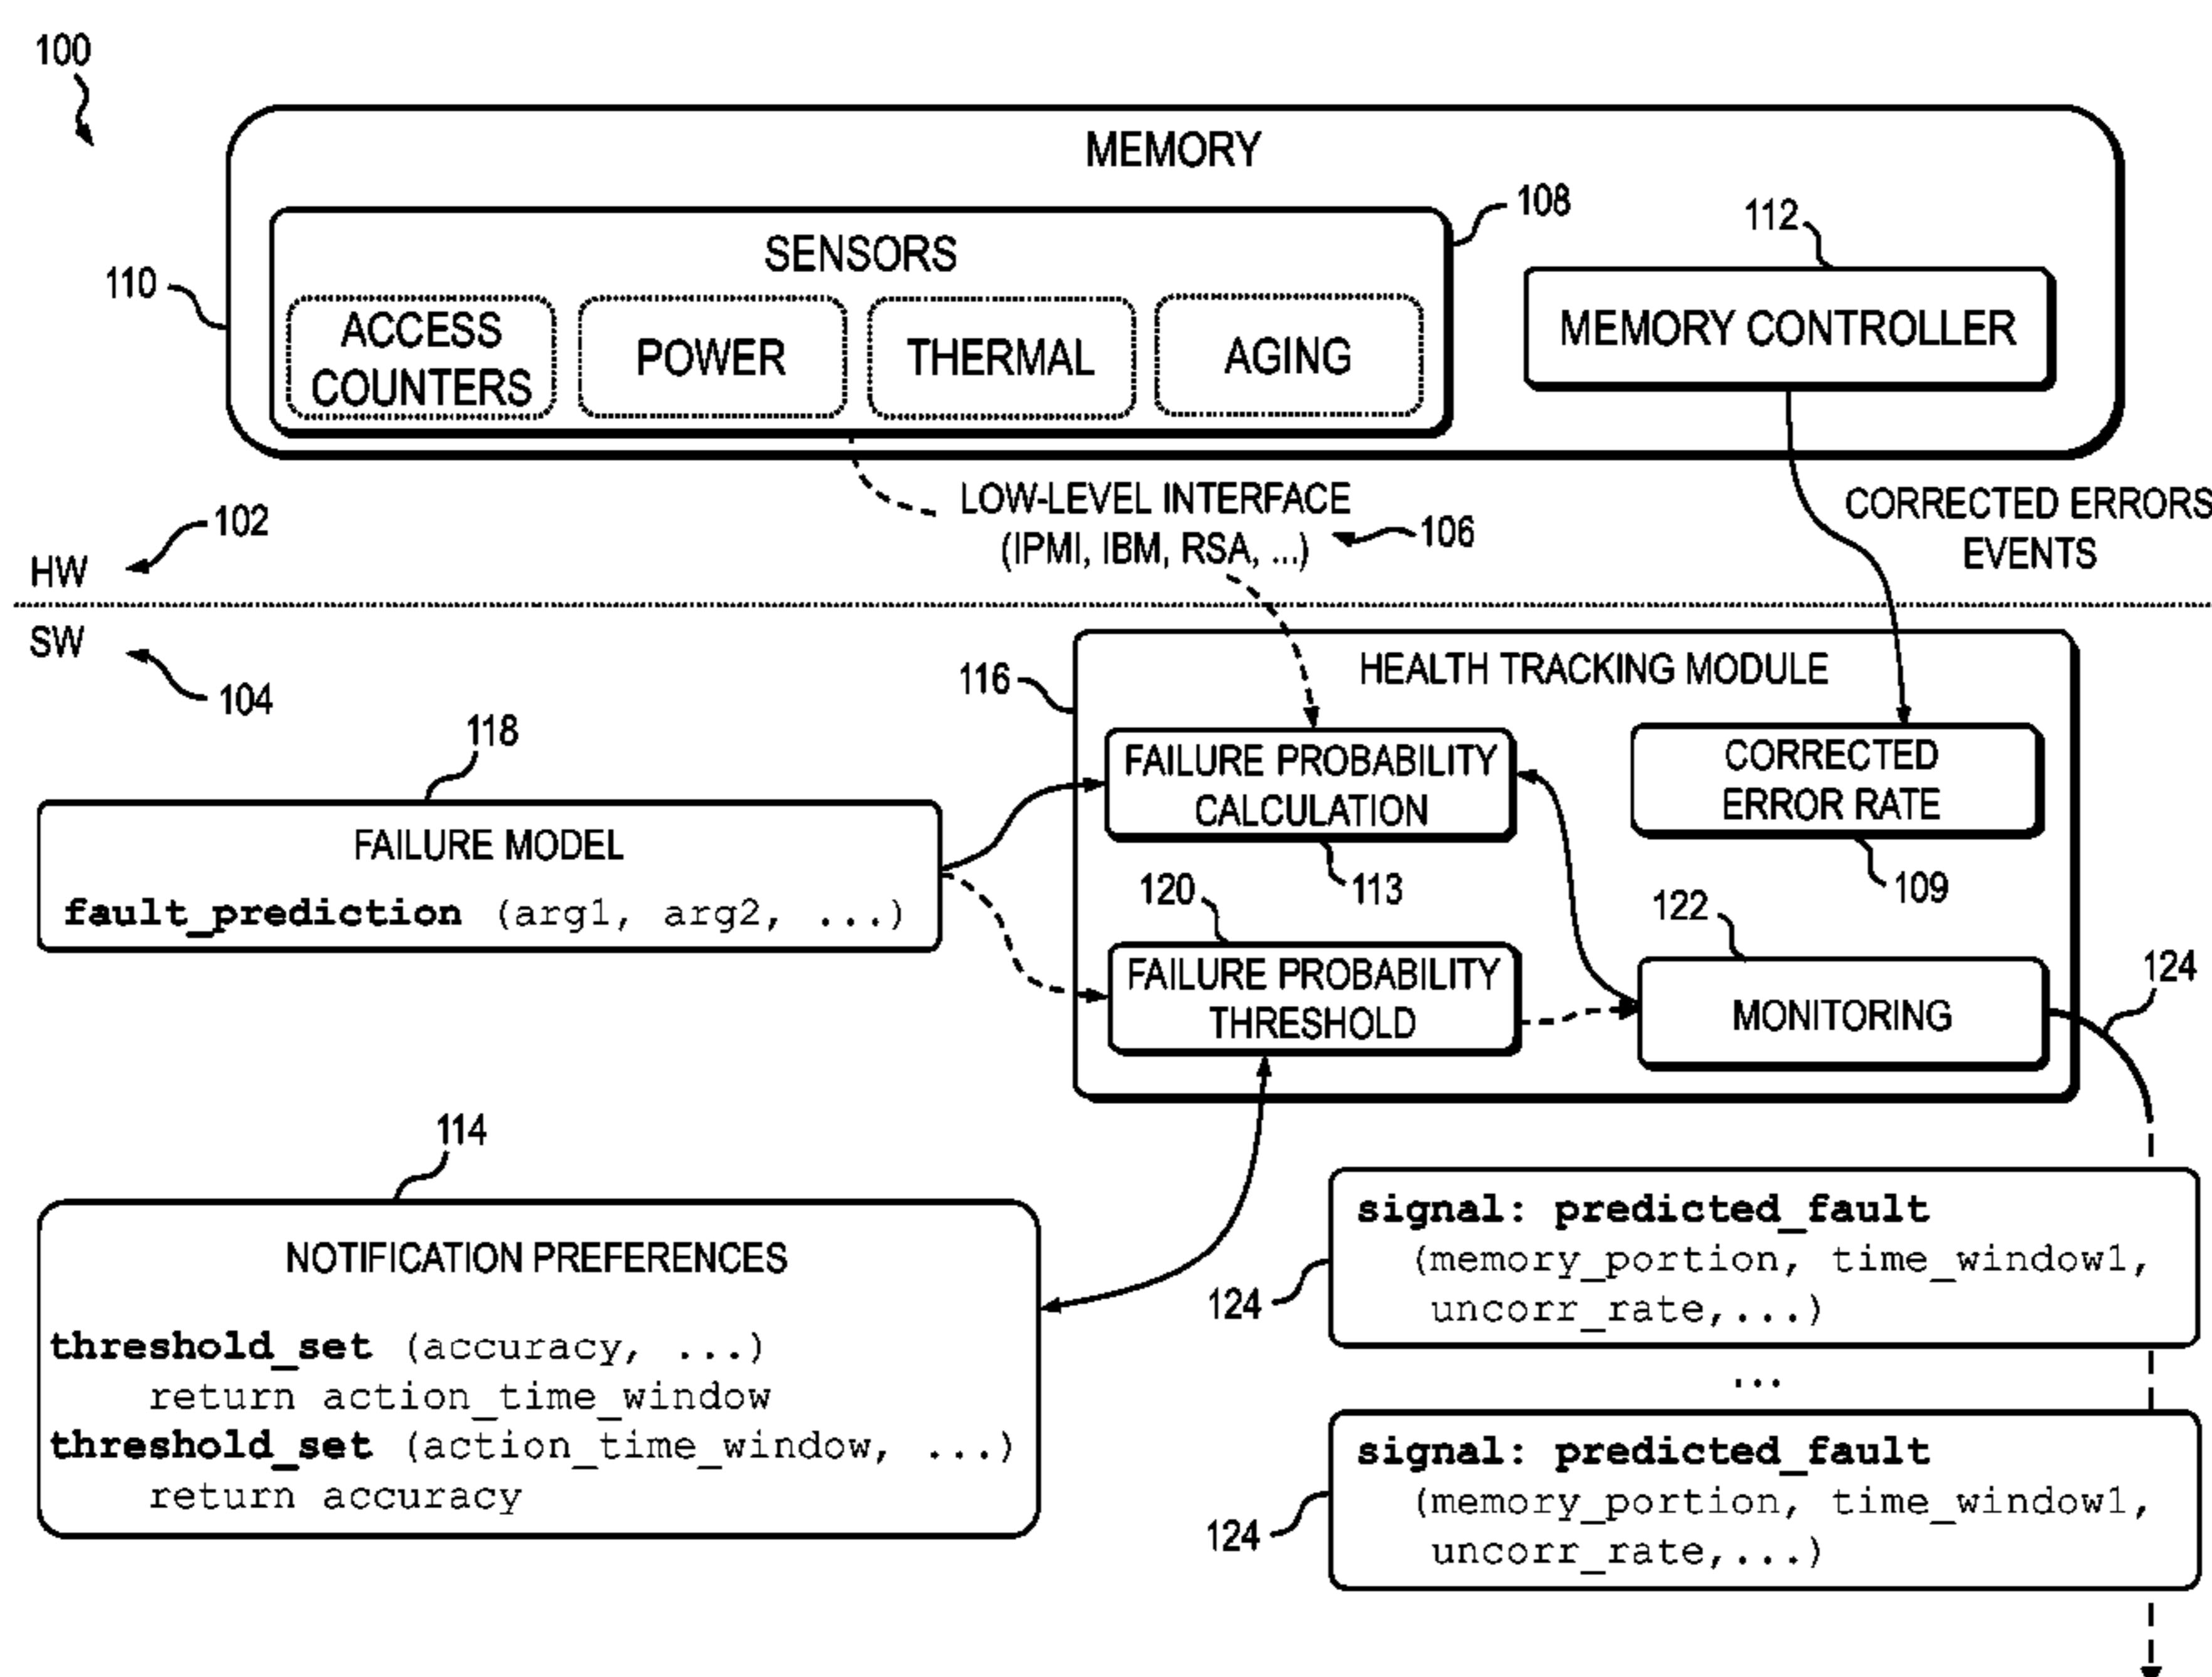 100
MEMORY
108
112
SENSORS
110
ACCESS
COUNTERS
POWER
THERMAL
AGING
MEMORY CONTROLLER
LOW-LEVEL INTERFACE
(IPMI, IBM, RSA, ...)
106
CORRECTED ERRORS
EVENTS
102
HW
SW
104
116
HEALTH TRACKING MODULE
118
FAILURE PROBABILITY
CALCULATION
CORRECTED
ERROR RATE
FAILURE MODEL
fault_prediction (arg1, arg2, ...)
113
109
120
122
124
FAILURE PROBABILITY
THRESHOLD
MONITORING
114
NOTIFICATION PREFERENCES
threshold_set (accuracy, ...)
return action_time_window
threshold_set (action_time_window, ...)
return accuracy
signal: predicted_fault
(memory_portion, time_window1,
uncorr_rate,...)
124
...
signal: predicted_fault
(memory_portion, time_window1,
uncorr_rate,...)
124